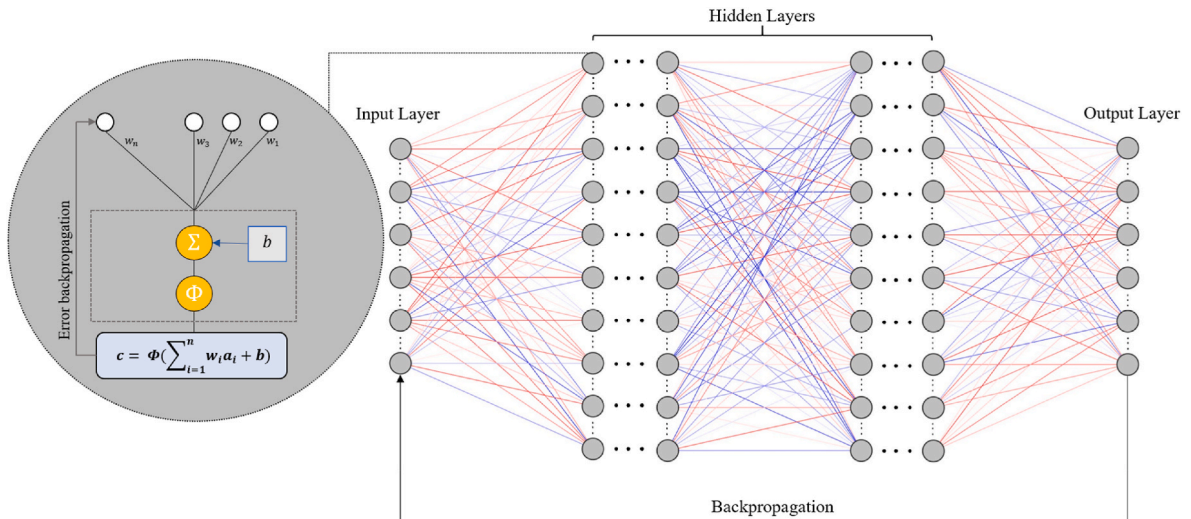 Hidden Layers
Input Layer
Output Layer
wₙ w₃ w₂ w₁
Error backpropagation
Σ
b
Φ
c = Φ(∑ⁿᵢ₌₁ wᵢaᵢ + b)
Backpropagation